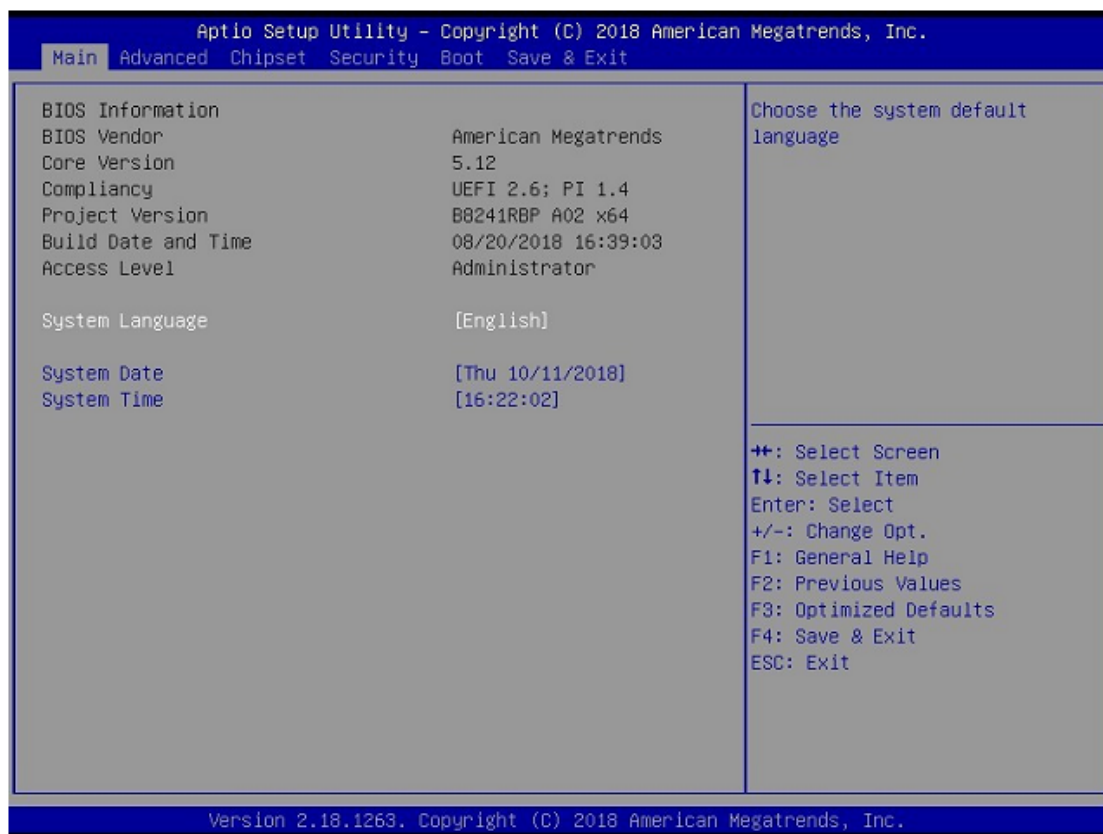 Aptio Setup Utility – Copyright (C) 2018 American Megatrends, Inc.
Main Advanced Chipset Security Boot Save & Exit
BIOS Information
BIOS Vendor American Megatrends
Core Version 5.12
Compliancy UEFI 2.6; PI 1.4
Project Version B8241RBP A02 x64
Build Date and Time 08/20/2018 16:39:03
Access Level Administrator
System Language [English]
System Date [Thu 10/11/2018]
System Time [16:22:02]
Choose the system default
language
→←: Select Screen
↑↓: Select Item
Enter: Select
+/-: Change Opt.
F1: General Help
F2: Previous Values
F3: Optimized Defaults
F4: Save & Exit
ESC: Exit
Version 2.18.1263. Copyright (C) 2018 American Megatrends, Inc.